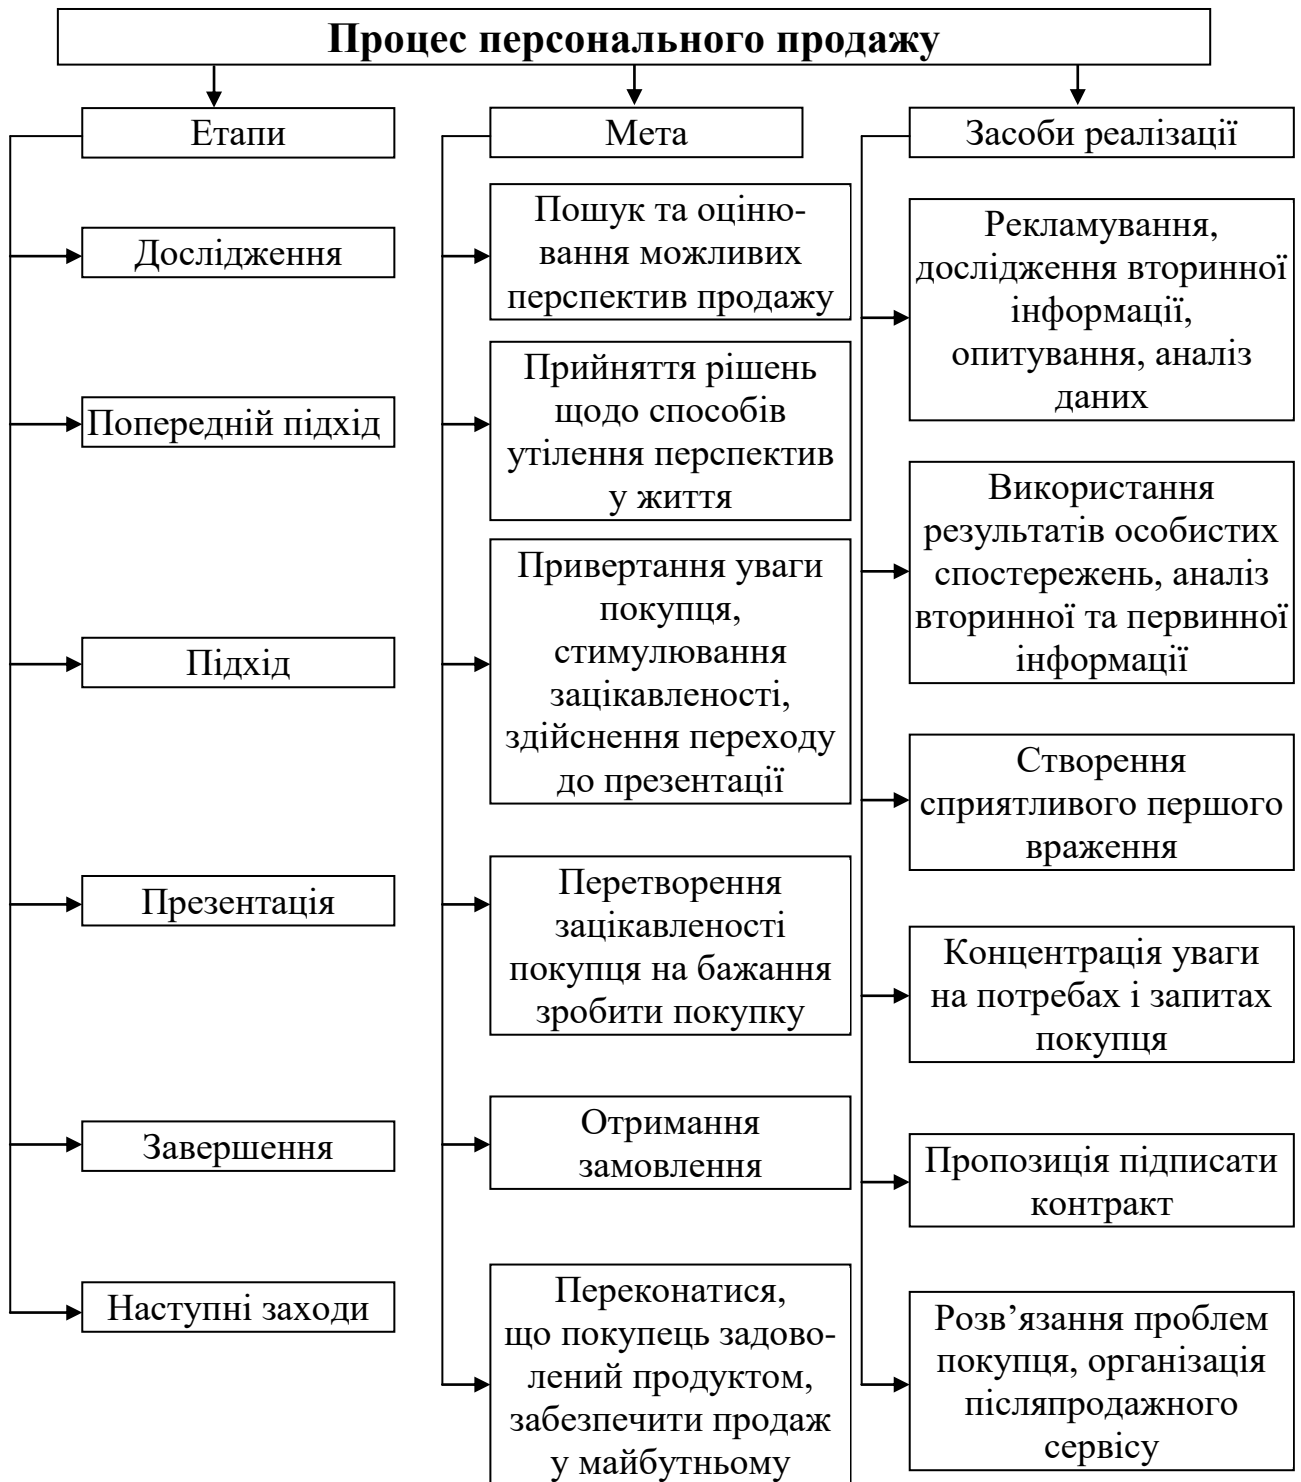 Процес персонального продажу
Етапи
Мета
Засоби реалізації
Дослідження
Попередній підхід
Підхід
Презентація
Завершення
Наступні заходи
Пошук та оціню-
вання можливих
перспектив продажу
Прийняття рішень
щодо способів
утілення перспектив
у життя
Привертання уваги
покупця,
стимулювання
зацікавленості,
здійснення переходу
до презентації
Перетворення
зацікавленості
покупця на бажання
зробити покупку
Отримання
замовлення
Переконатися,
що покупець задово-
лений продуктом,
забезпечити продаж
у майбутньому
Рекламування,
дослідження вторинної
інформації,
опитування, аналіз
даних
Використання
результатів особистих
спостережень, аналіз
вторинної та первинної
інформації
Створення
сприятливого першого
враження
Концентрація уваги
на потребах і запитах
покупця
Пропозиція підписати
контракт
Розв’язання проблем
покупця, організація
післяпродажного
сервісу